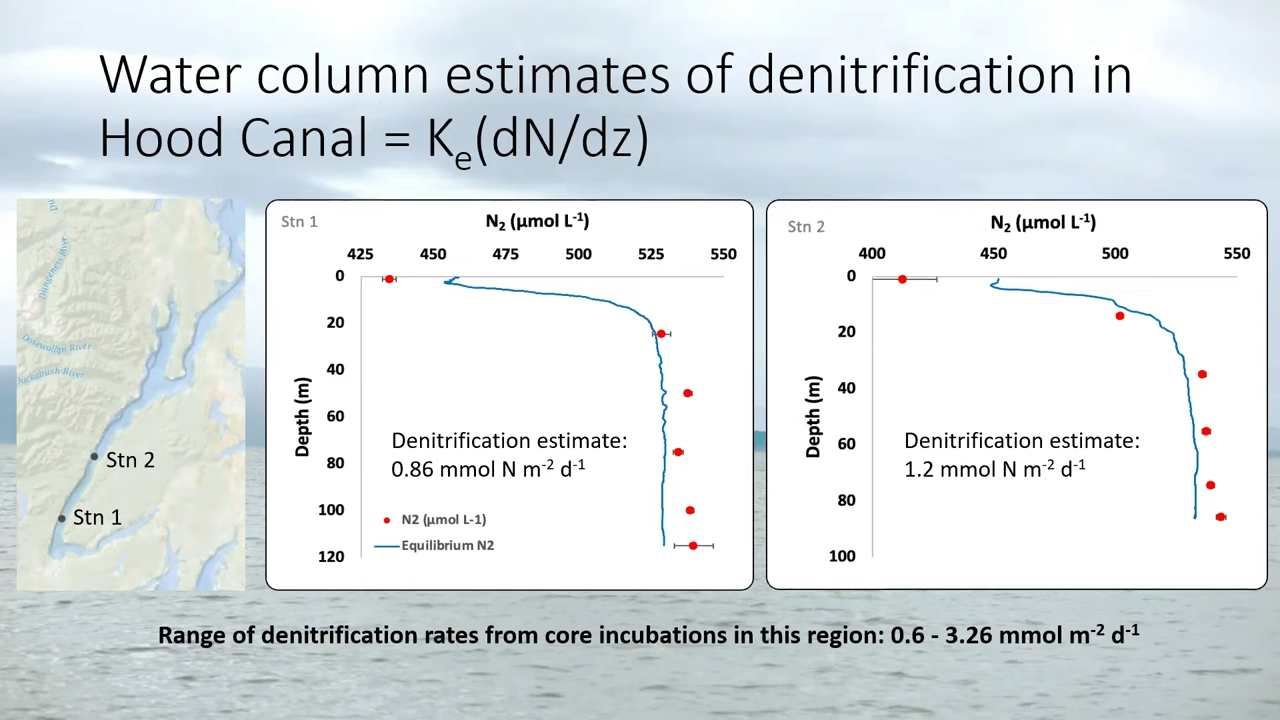 Water column estimates of denitrification in
Hood Canal = Ke(dN/dz)
Dungeness River
Dosewallips River
Duckabush River
Stn 2
Stn 1
Stn 1
N2 (µmol L-1)
425 450 475 500 525 550
0
20
40
60
80
100
120
Depth (m)
Denitrification estimate:
0.86 mmol N m-2 d-1
N2 (µmol L-1)
Equilibrium N2
Stn 2
N2 (µmol L-1)
400 450 500 550
0
20
40
60
80
100
Depth (m)
Denitrification estimate:
1.2 mmol N m-2 d-1
Range of denitrification rates from core incubations in this region: 0.6 - 3.26 mmol m-2 d-1